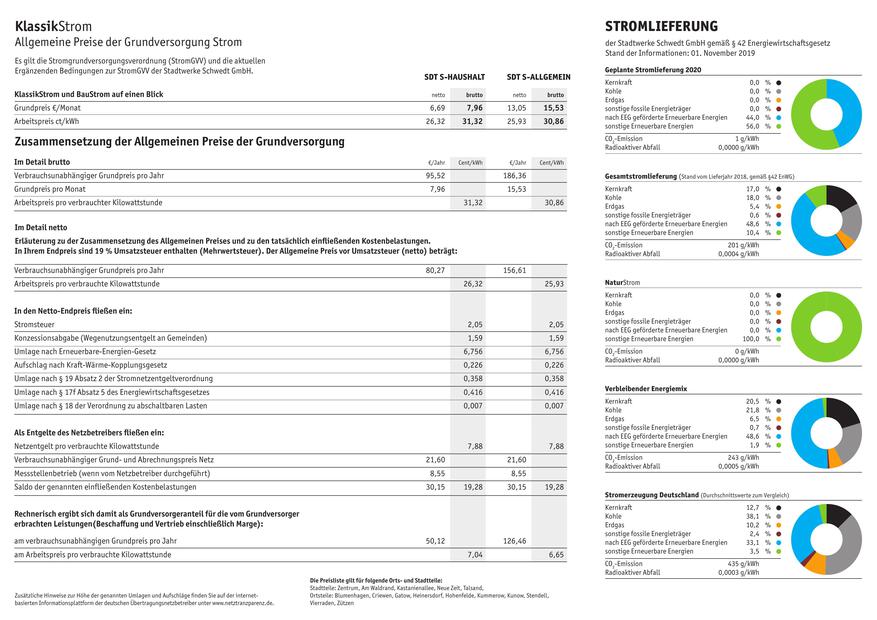 KlassikStrom
Allgemeine Preise der Grundversorgung Strom
Es gilt die Stromgrundversorgungsverordnung (StromGVV) und die aktuellen
Ergänzenden Bedingungen zur StromGVV der Stadtwerke Schwedt GmbH.
SDT S-HAUSHALT SDT S-ALLGEMEIN
KlassikStrom und BauStrom auf einen Blick netto brutto netto brutto
Grundpreis €/Monat 6,69 7,96 13,05 15,53
Arbeitspreis ct/kWh 26,32 31,32 25,93 30,86
Zusammensetzung der Allgemeinen Preise der Grundversorgung
Im Detail brutto €/Jahr Cent/kWh €/Jahr Cent/kWh
Verbrauchsunabhängiger Grundpreis pro Jahr 95,52 186,36
Grundpreis pro Monat 7,96 15,53
Arbeitspreis pro verbrauchter Kilowattstunde 31,32 30,86
Im Detail netto
Erläuterung zu der Zusammensetzung des Allgemeinen Preises und zu den tatsächlich einfließenden Kostenbelastungen.
In Ihrem Endpreis sind 19 % Umsatzsteuer enthalten (Mehrwertsteuer). Der Allgemeine Preis vor Umsatzsteuer (netto) beträgt:
Verbrauchsunabhängiger Grundpreis pro Jahr 80,27 156,61
Arbeitspreis pro verbrauchte Kilowattstunde 26,32 25,93
In den Netto-Endpreis fließen ein:
Stromsteuer 2,05 2,05
Konzessionsabgabe (Wegenutzungsentgelt an Gemeinden) 1,59 1,59
Umlage nach Erneuerbare-Energien-Gesetz 6,756 6,756
Aufschlag nach Kraft-Wärme-Kopplungsgesetz 0,226 0,226
Umlage nach § 19 Absatz 2 der Stromnetzentgeltverordnung 0,358 0,358
Umlage nach § 17f Absatz 5 des Energiewirtschaftsgesetzes 0,416 0,416
Umlage nach § 18 der Verordnung zu abschaltbaren Lasten 0,007 0,007
Als Entgelte des Netzbetreibers fließen ein:
Netzentgelt pro verbrauchte Kilowattstunde 7,88 7,88
Verbrauchsunabhängiger Grund- und Abrechnungspreis Netz 21,60 21,60
Messstellenbetrieb (wenn vom Netzbetreiber durchgeführt) 8,55 8,55
Saldo der genannten einfließenden Kostenbelastungen 30,15 19,28 30,15 19,28
Rechnerisch ergibt sich damit als Grundversorgeranteil für die vom Grundversorger
erbrachten Leistungen(Beschaffung und Vertrieb einschließlich Marge):
am verbrauchsunabhängigen Grundpreis pro Jahr 50,12 126,46
am Arbeitspreis pro verbrauchte Kilowattstunde 7,04 6,65
Zusätzliche Hinweise zur Höhe der genannten Umlagen und Aufschläge finden Sie auf der internet-
basierten Informationsplattform der deutschen Übertragungsnetzbetreiber unter www.netztranzparenz.de.
Die Preisliste gilt für folgende Orts- und Stadtteile:
Stadtteile: Zentrum, Am Waldrand, Kastanienallee, Neue Zeit, Talsand,
Ortsteile: Blumenhagen, Criewen, Gatow, Heinersdorf, Hohenfelde, Kummerow, Kunow, Stendell,
Vierraden, Zützen
STROMLIEFERUNG
der Stadtwerke Schwedt GmbH gemäß § 42 Energiewirtschaftsgesetz
Stand der Informationen: 01. November 2019
Geplante Stromlieferung 2020
Kernkraft 0,0 %
Kohle 0,0 %
Erdgas 0,0 %
sonstige fossile Energieträger 0,0 %
nach EEG geförderte Erneuerbare Energien 44,0 %
sonstige Erneuerbare Energien 56,0 %
CO2-Emission 1 g/kWh
Radioaktiver Abfall 0,0000 g/kWh
Gesamtstromlieferung (Stand vom Lieferjahr 2018, gemäß §42 EnWG)
Kernkraft 17,0 %
Kohle 18,0 %
Erdgas 5,4 %
sonstige fossile Energieträger 0,6 %
nach EEG geförderte Erneuerbare Energien 48,6 %
sonstige Erneuerbare Energien 10,4 %
CO2-Emission 201 g/kWh
Radioaktiver Abfall 0,0004 g/kWh
NaturStrom
Kernkraft 0,0 %
Kohle 0,0 %
Erdgas 0,0 %
sonstige fossile Energieträger 0,0 %
nach EEG geförderte Erneuerbare Energien 0,0 %
sonstige Erneuerbare Energien 100,0 %
CO2-Emission 0 g/kWh
Radioaktiver Abfall 0,0000 g/kWh
Verbleibender Energiemix
Kernkraft 20,5 %
Kohle 21,8 %
Erdgas 6,5 %
sonstige fossile Energieträger 0,7 %
nach EEG geförderte Erneuerbare Energien 48,6 %
sonstige Erneuerbare Energien 1,9 %
CO2-Emission 243 g/kWh
Radioaktiver Abfall 0,0005 g/kWh
Stromerzeugung Deutschland (Durchschnittswerte zum Vergleich)
Kernkraft 12,7 %
Kohle 38,1 %
Erdgas 10,2 %
sonstige fossile Energieträger 2,4 %
nach EEG geförderte Erneuerbare Energien 33,1 %
sonstige Erneuerbare Energien 3,5 %
CO2-Emission 435 g/kWh
Radioaktiver Abfall 0,0003 g/kWh